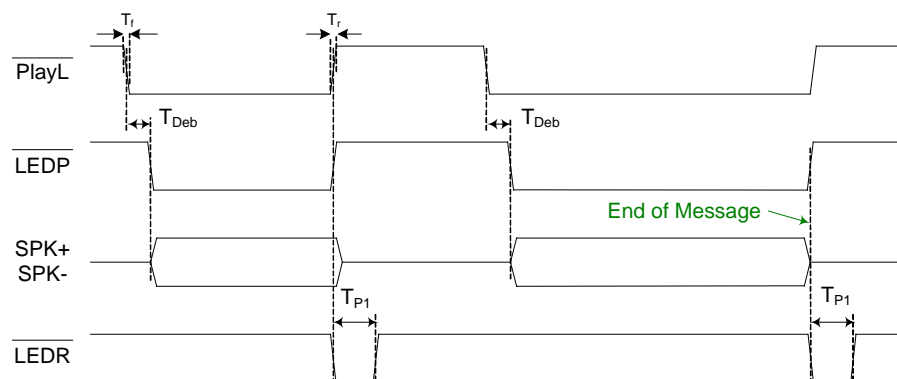 Tf Tr
PlayL
TDeb TDeb
LEDP
End of Message
SPK+
SPK-
TP1 TP1
LEDR